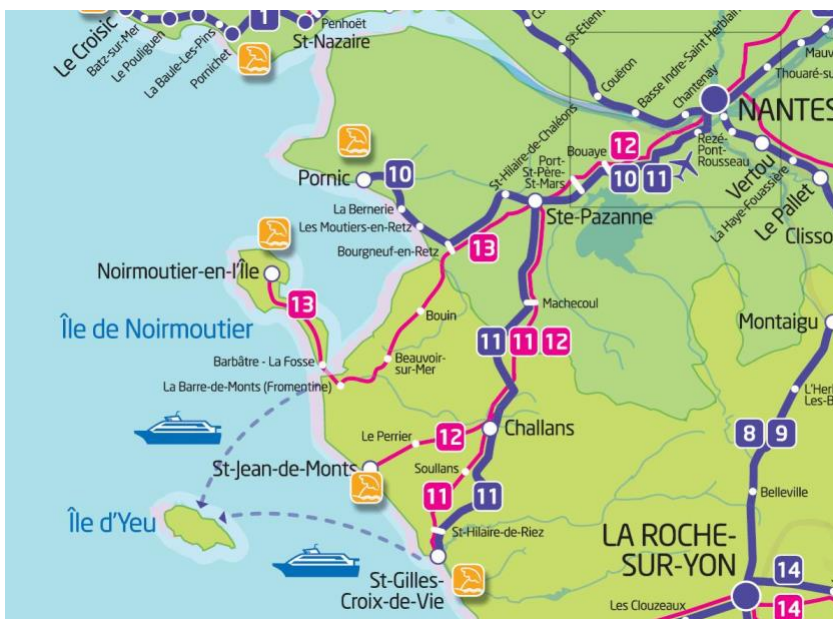 Le Croisic
Batz-sur-Mer
Le Pouliguen
La Baule-Les-Pins
Pornichet
1
Penhoët
St-Nazaire
St-Etienn
Couëron
Basse Indre-Saint Herblain
Chantenay
Mauv
Thouaré-su
NANTES
Rezé-
Pont-
Rousseau
Vertou
La Haye-Fouassière
Le Pallet
Clisso
Bouaye
12
10
11
Port-
St-Père-
St-Mars
St-Hilaire-de-Chaléons
Ste-Pazanne
Pornic
10
La Bernerie
Les Moutiers-en-Retz
Bourgneuf-en-Retz
13
Noirmoutier-en-l'Île
13
Île de Noirmoutier
Bouin
Machecoul
Montaigu
11
11
12
Barbâtre - La Fosse
Beauvoir-
sur-Mer
La Barre-de-Monts (Fromentine)
L'Herb
Les-B
8
9
Le Perrier
12
Challans
St-Jean-de-Monts
Soullans
11
11
Belleville
Île d'Yeu
St-Hilaire-de-Riez
LA ROCHE-
SUR-YON
14
St-Gilles-
Croix-de-Vie
Les Clouzeaux
14